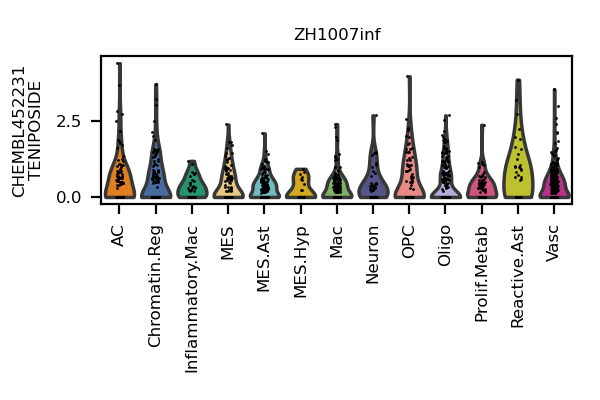 ZH1007inf
CHEMBL452231
TENIPOSIDE
2.5
0.0
AC
Chromatin.Reg
Inflammatory.Mac
MES
MES.Ast
MES.Hyp
Mac
Neuron
OPC
Oligo
Prolif.Metab
Reactive.Ast
Vasc